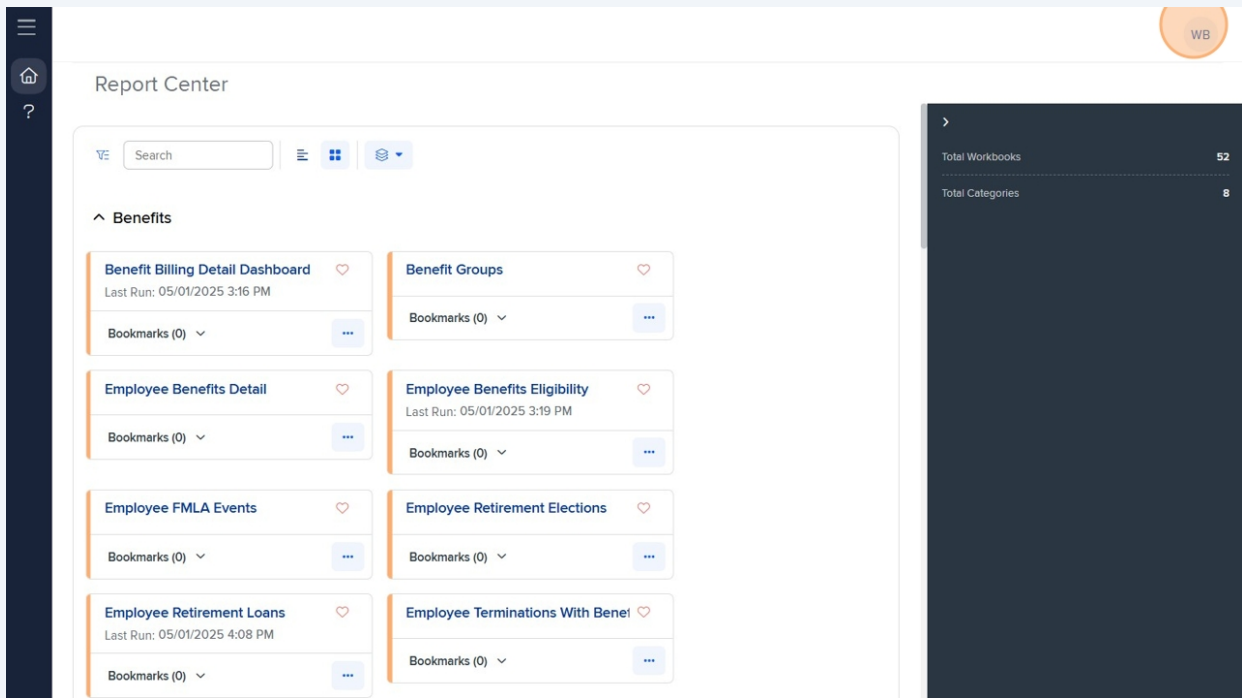 WB
?
Report Center
Search
Total Workbooks 52
Total Categories 8
Benefits
Benefit Billing Detail Dashboard
Last Run: 05/01/2025 3:16 PM
Bookmarks (0)
Benefit Groups
Bookmarks (0)
Employee Benefits Detail
Bookmarks (0)
Employee Benefits Eligibility
Last Run: 05/01/2025 3:19 PM
Bookmarks (0)
Employee FMLA Events
Bookmarks (0)
Employee Retirement Elections
Bookmarks (0)
Employee Retirement Loans
Last Run: 05/01/2025 4:08 PM
Bookmarks (0)
Employee Terminations With
Bookmarks (0)